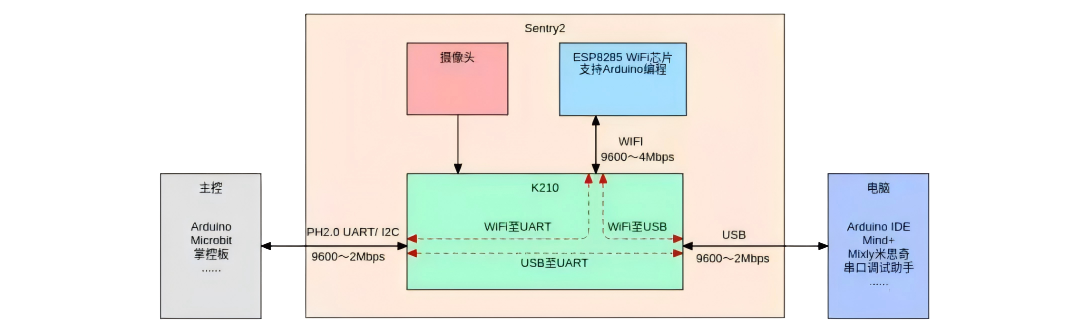 Sentry2
摄像头
ESP8285 WiFi芯片
支持Arduino编程
WIFI
9600～4Mbps
主控
Arduino
Microbit
掌控板
......
PH2.0 UART/ I2C
9600～2Mbps
K210
WiFi至UART
WiFi至USB
USB至UART
USB
9600～2Mbps
电脑
Arduino IDE
Mind+
Mixly米思奇
串口调试助手
......